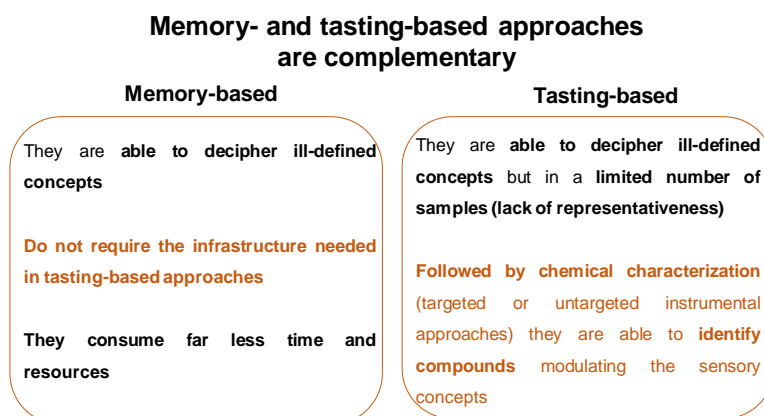 Memory- and tasting-based approaches
are complementary
Memory-based
They are able to decipher ill-defined
concepts
Do not require the infrastructure needed
in tasting-based approaches
They consume far less time and
resources
Tasting-based
They are able to decipher ill-defined
concepts but in a limited number of
samples (lack of representativeness)
Followed by chemical characterization
(targeted or untargeted instrumental
approaches) they are able to identify
compounds modulating the sensory
concepts